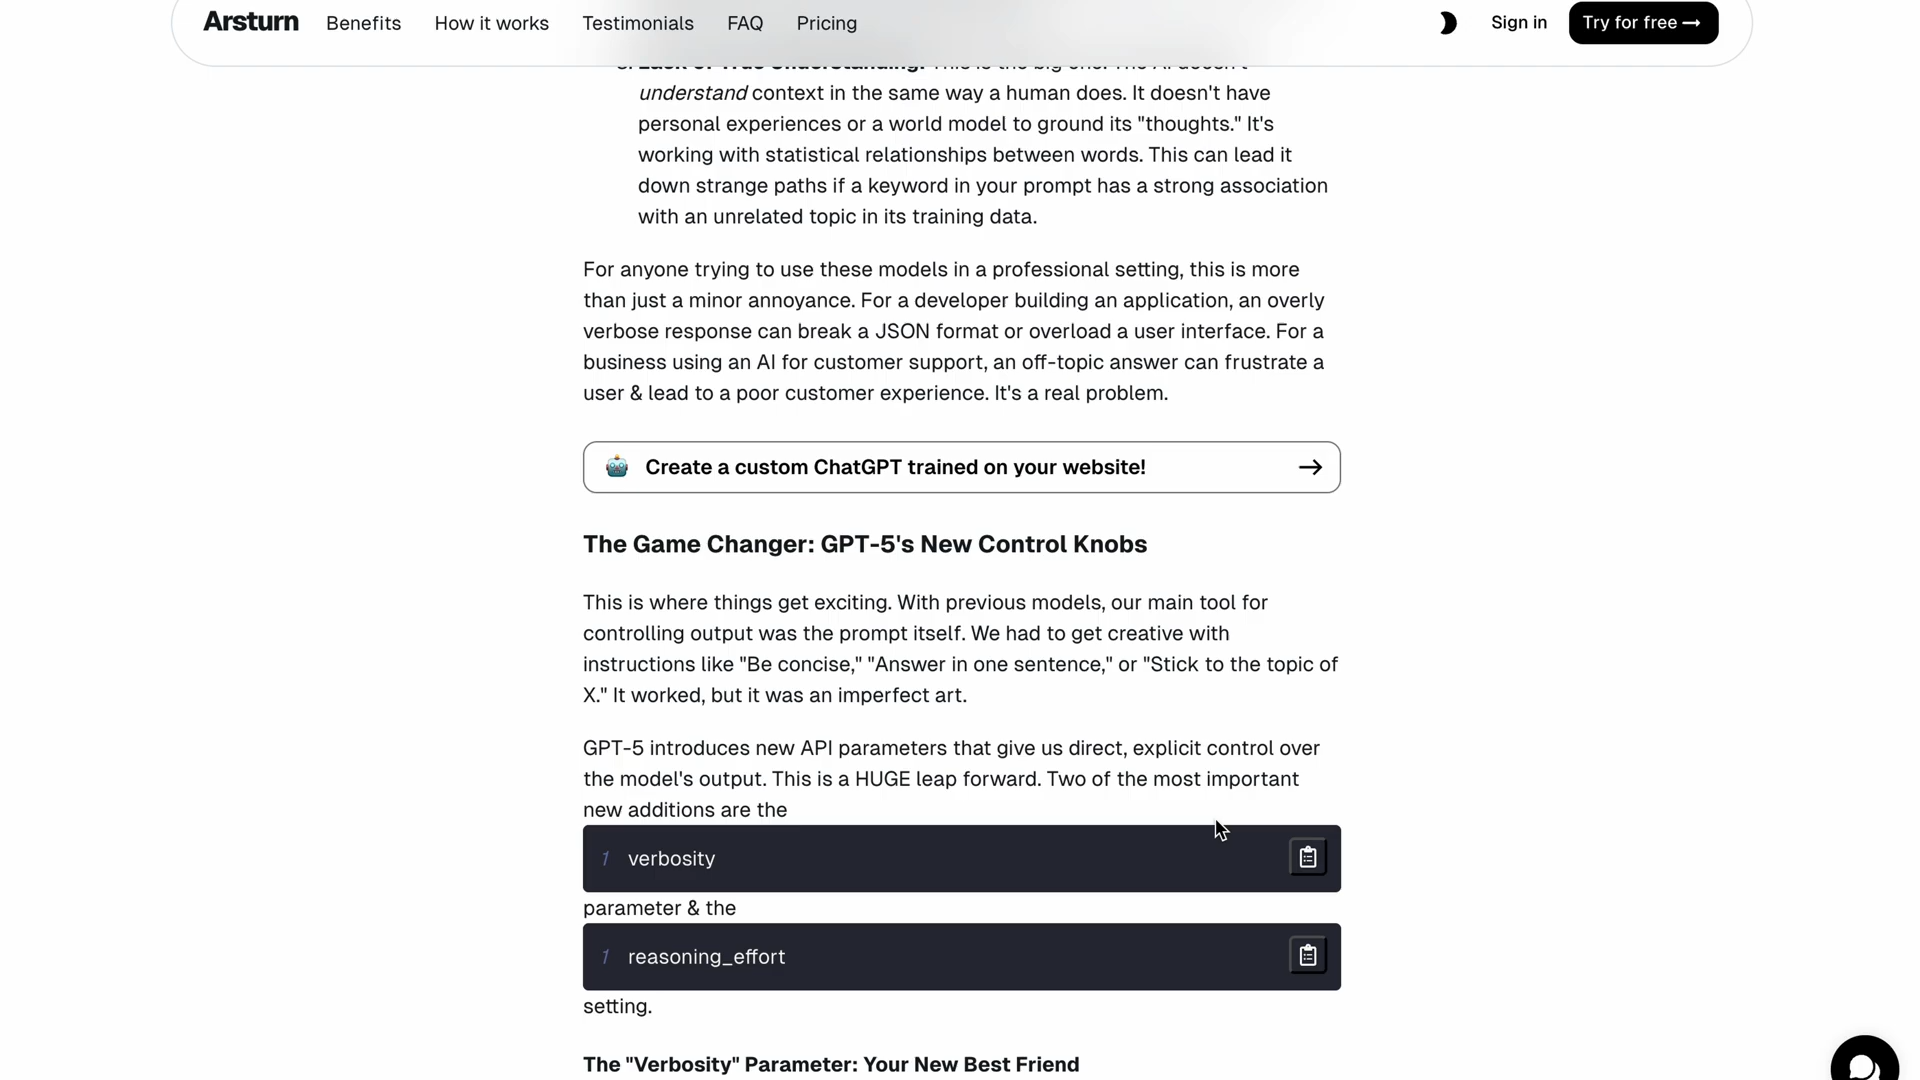 Arsturn
Benefits
How it works
Testimonials
FAQ
Pricing
Sign in
Try for free →
understand context in the same way a human does. It doesn't have
personal experiences or a world model to ground its "thoughts." It's
working with statistical relationships between words. This can lead it
down strange paths if a keyword in your prompt has a strong association
with an unrelated topic in its training data.
For anyone trying to use these models in a professional setting, this is more
than just a minor annoyance. For a developer building an application, an overly
verbose response can break a JSON format or overload a user interface. For a
business using an AI for customer support, an off-topic answer can frustrate a
user & lead to a poor customer experience. It's a real problem.
🤖 Create a custom ChatGPT trained on your website! →
The Game Changer: GPT-5's New Control Knobs
This is where things get exciting. With previous models, our main tool for
controlling output was the prompt itself. We had to get creative with
instructions like "Be concise," "Answer in one sentence," or "Stick to the topic of
X." It worked, but it was an imperfect art.
GPT-5 introduces new API parameters that give us direct, explicit control over
the model's output. This is a HUGE leap forward. Two of the most important
new additions are the
1 verbosity
parameter & the
1 reasoning_effort
setting.
The "Verbosity" Parameter: Your New Best Friend